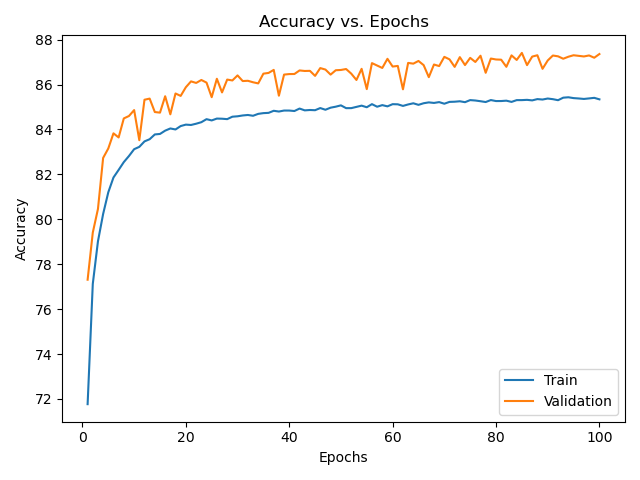 Accuracy vs. Epochs
88
86
84
82
80
78
76
74
72
Accuracy
Train
Validation
0 20 40 60 80 100
Epochs